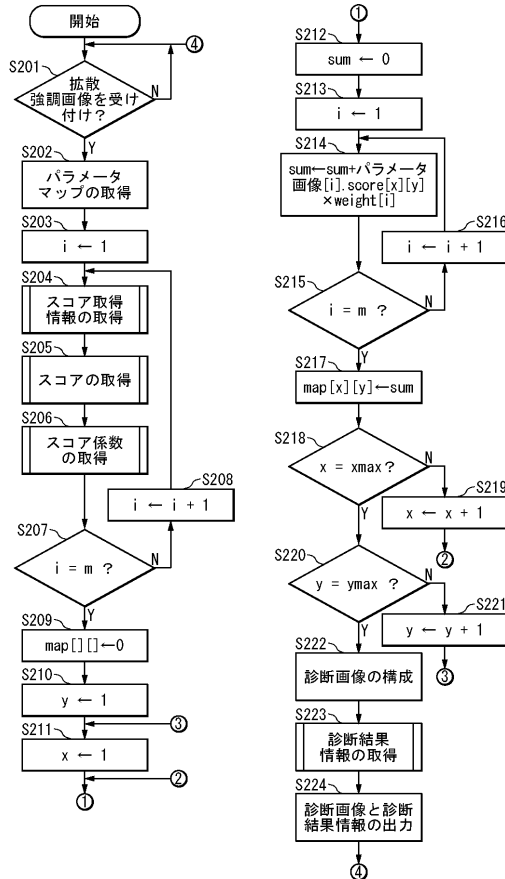 開始
④
S201
拡散
強調画像を受け
付け?
N
Y
S202
パラメータ
マップの取得
S203
i ← 1
S204
スコア取得
情報の取得
S205
スコアの取得
S206
スコア係数
の取得
S208
i ← i + 1
S207
i = m ?
N
Y
S209
map[][]←0
S210
y ← 1
③
S211
x ← 1
②
①
①
S212
sum ← 0
S213
i ← 1
S214
sum←sum+パラメータ
画像[i].score[x][y]
×weight[i]
S216
i ← i + 1
S215
i = m ?
N
Y
S217
map[x][y]←sum
S218
x = xmax?
N
Y
S219
x ← x + 1
②
S220
y = ymax ?
N
Y
S221
y ← y + 1
③
S222
診断画像の構成
S223
診断結果
情報の取得
S224
診断画像と診断
結果情報の出力
④